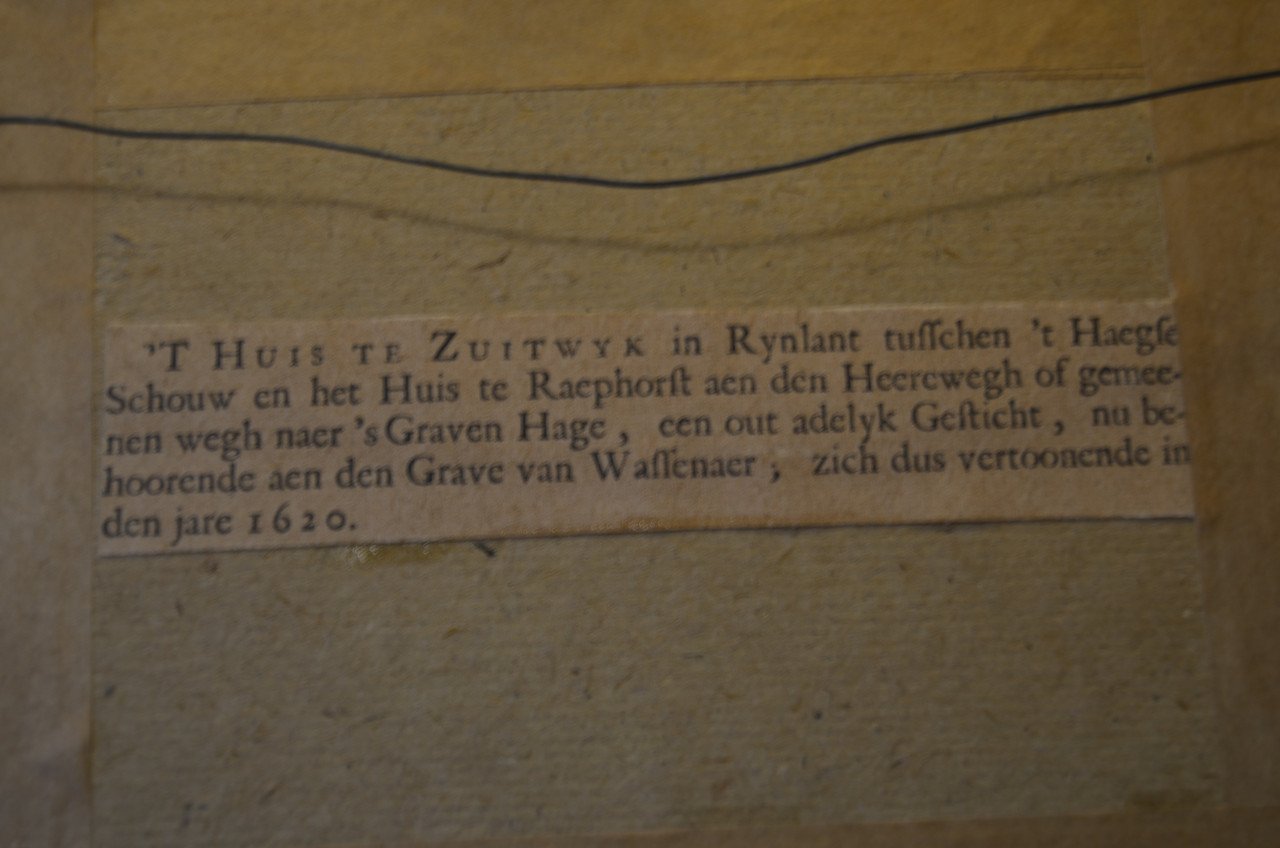 'T HUIS TE ZUITWYK in Rynlant tuſſchen 't Haegſe
Schouw en het Huis te Raephorſt aen den Heerewegh of gemee-
nen wegh naer 's Graven Hage, een out adelyk Geſticht, nu be-
hoorende aen den Grave van Waſſenaer; zich dus vertoonende in
den jare 1620.